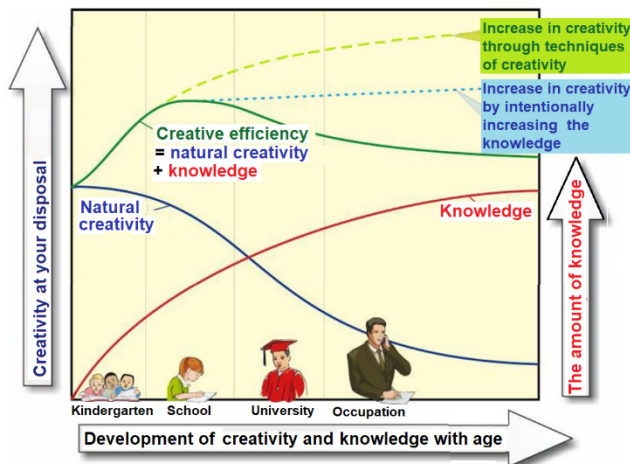 Increase in creativity
through techniques
of creativity
Increase in creativity
by intentionally
increasing the
knowledge
Creative efficiency
= natural creativity
+ knowledge
Natural
creativity
Knowledge
Creativity at your disposal
The amount of knowledge
Kindergarten School University Occupation
Development of creativity and knowledge with age